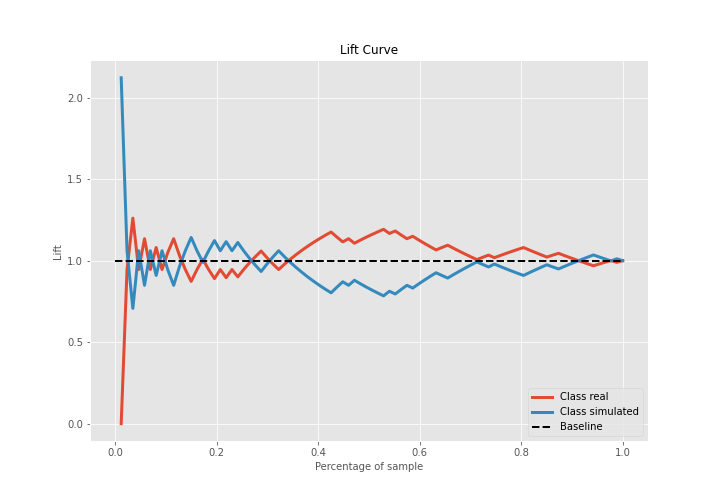 Lift Curve
2.0
1.5
1.0
0.5
0.0
Lift
0.0 0.2 0.4 0.6 0.8 1.0
Percentage of sample
Class real
Class simulated
Baseline